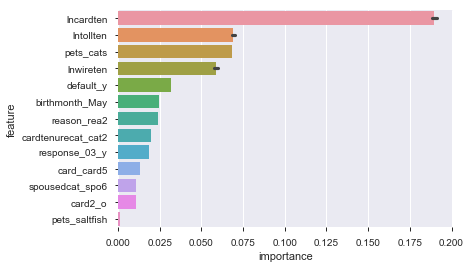 lncardten
lntollten
pets_cats
lnwireten
default_y
birthmonth_May
reason_rea2
cardtenurecat_cat2
response_03_y
card_card5
spousedcat_spo6
card2_o
pets_saltfish
feature
0.000 0.025 0.050 0.075 0.100 0.125 0.150 0.175 0.200
importance